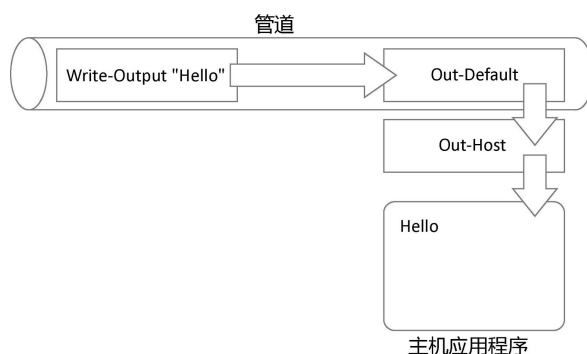 管道
Write-Output "Hello"
Out-Default
Out-Host
Hello
主机应用程序